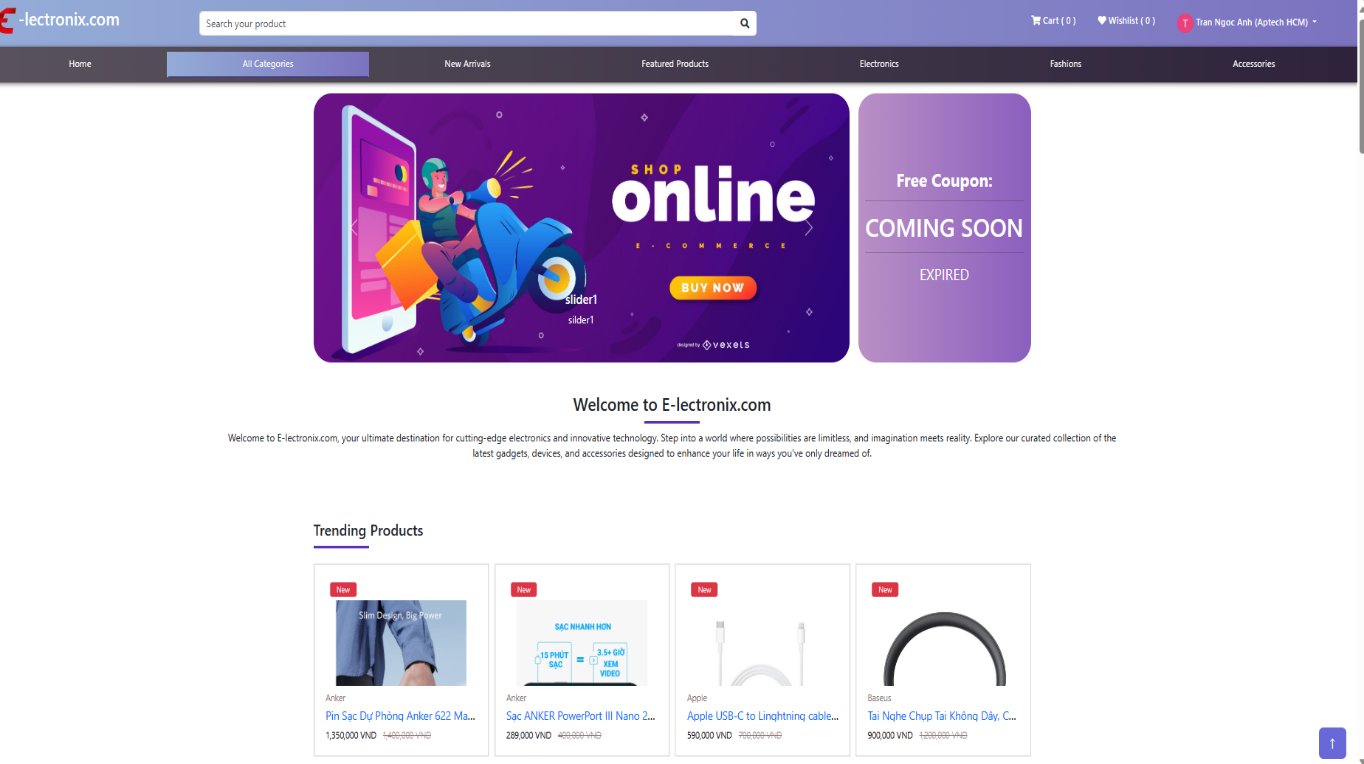 E-lectronix.com
Search your product
Cart ( 0 )
Wishlist ( 0 )
T
Tran Ngoc Anh (Aptech HCM)
Home
All Categories
New Arrivals
Featured Products
Electronics
Fashions
Accessories
SHOP
online
E-COMMERCE
BUY NOW
slider1
silder1
designed by vexels
Free Coupon:
COMING SOON
EXPIRED
Welcome to E-lectronix.com
Welcome to E-lectronix.com, your ultimate destination for cutting-edge electronics and innovative technology. Step into a world where possibilities are limitless, and imagination meets reality. Explore our curated collection of the
latest gadgets, devices, and accessories designed to enhance your life in ways you've only dreamed of.
Trending Products
New
Slim Design, Big Power
Anker
Pin Sạc Dự Phòng Anker 622 Ma...
1,350,000 VND 1,400,000 VND
New
SẠC NHANH HƠN
15 PHÚT
SẠC
=
3.5+ GIỜ
XEM
VIDEO
Anker
Sạc ANKER PowerPort III Nano 2...
289,000 VND 400,000 VND
New
Apple
Apple USB-C to Linghtning cable...
590,000 VND 700,000 VND
New
Baseus
Tai Nghe Chụp Tai Không Dây, C...
900,000 VND 1,200,000 VND
↑